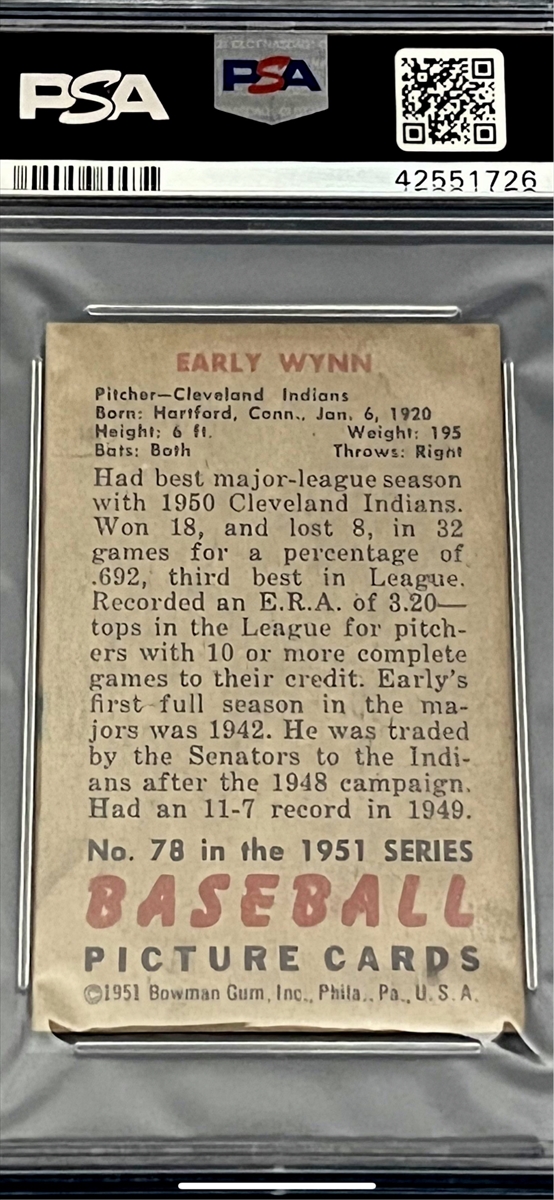 PSA
PSA
42551726
EARLY WYNN
Pitcher—Cleveland Indians
Born: Hartford, Conn., Jan. 6, 1920
Height: 6 ft. Weight: 195
Bats: Both Throws: Right
Had best major-league season
with 1950 Cleveland Indians.
Won 18, and lost 8, in 32
games for a percentage of
.692, third best in League.
Recorded an E.R.A. of 3.20—
tops in the League for pitch-
ers with 10 or more complete
games to their credit. Early's
first full season in the ma-
jors was 1942. He was traded
by the Senators to the Indi-
ans after the 1948 campaign.
Had an 11-7 record in 1949.
No. 78 in the 1951 SERIES
BASEBALL
PICTURE CARDS
©1951 Bowman Gum, Inc., Phila., Pa., U.S.A.